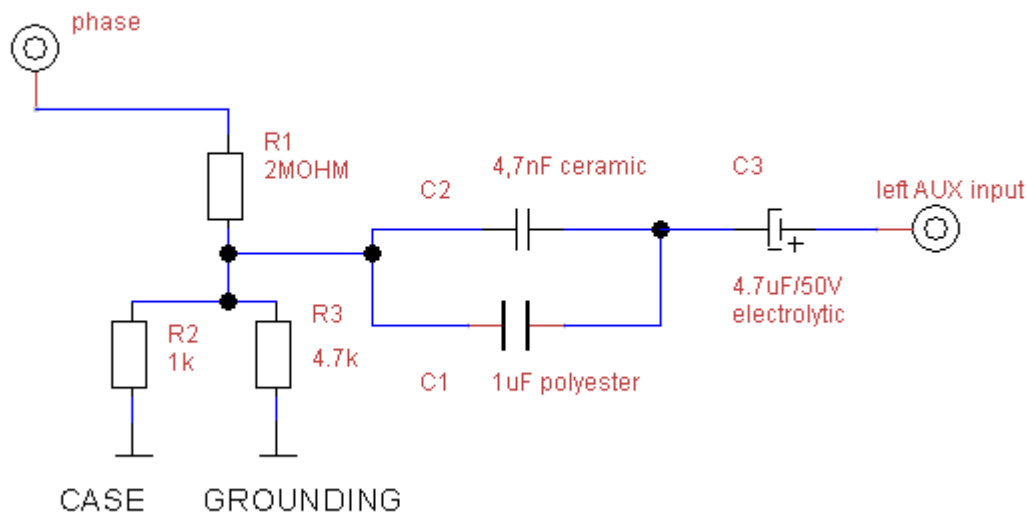 phase
R1
2MOHM
C2
4,7nF ceramic
C3
left AUX input
4.7uF/50V
electrolytic
R2
1k
R3
4.7k
C1
1uF polyester
+
CASE
GROUNDING